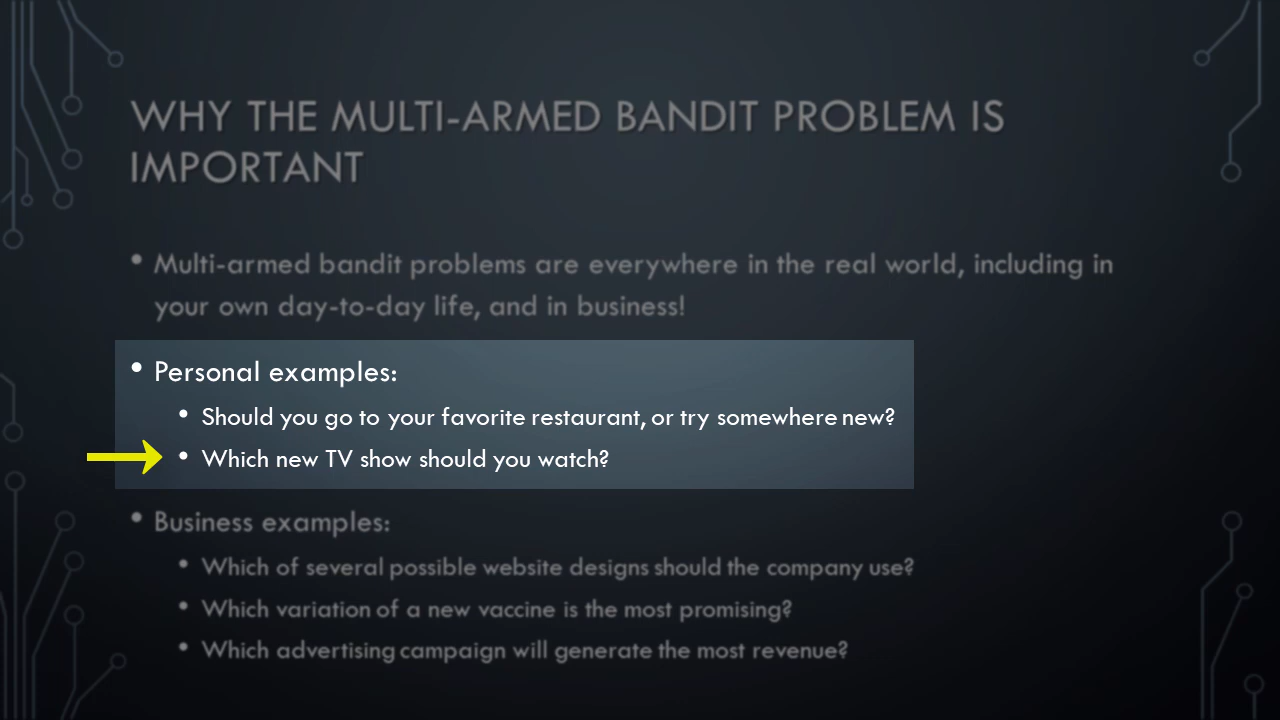 WHY THE MULTI-ARMED BANDIT PROBLEM IS
IMPORTANT
• Multi-armed bandit problems are everywhere in the real world, including in
your own day-to-day life, and in business!
• Personal examples:
• Should you go to your favorite restaurant, or try somewhere new?
• Which new TV show should you watch?
• Business examples:
• Which of several possible website designs should the company use?
• Which variation of a new vaccine is the most promising?
• Which advertising campaign will generate the most revenue?